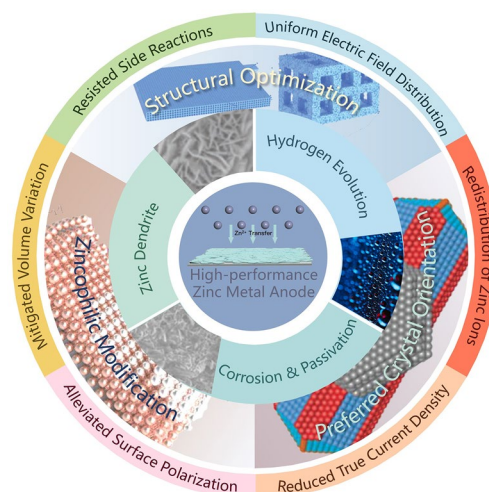 Resisted Side Reactions
Uniform Electric Field Distribution
Redistribution of Zinc Ions
Reduced True Current Density
Alleviated Surface Polarization
Mitigated Volume Variation
Structural Optimization
Preferred Crystal Orientation
Zincophilic Modification
Hydrogen Evolution
Corrosion & Passivation
Zinc Dendrite
Zn²⁺ Transfer
High-performance
Zinc Metal Anode